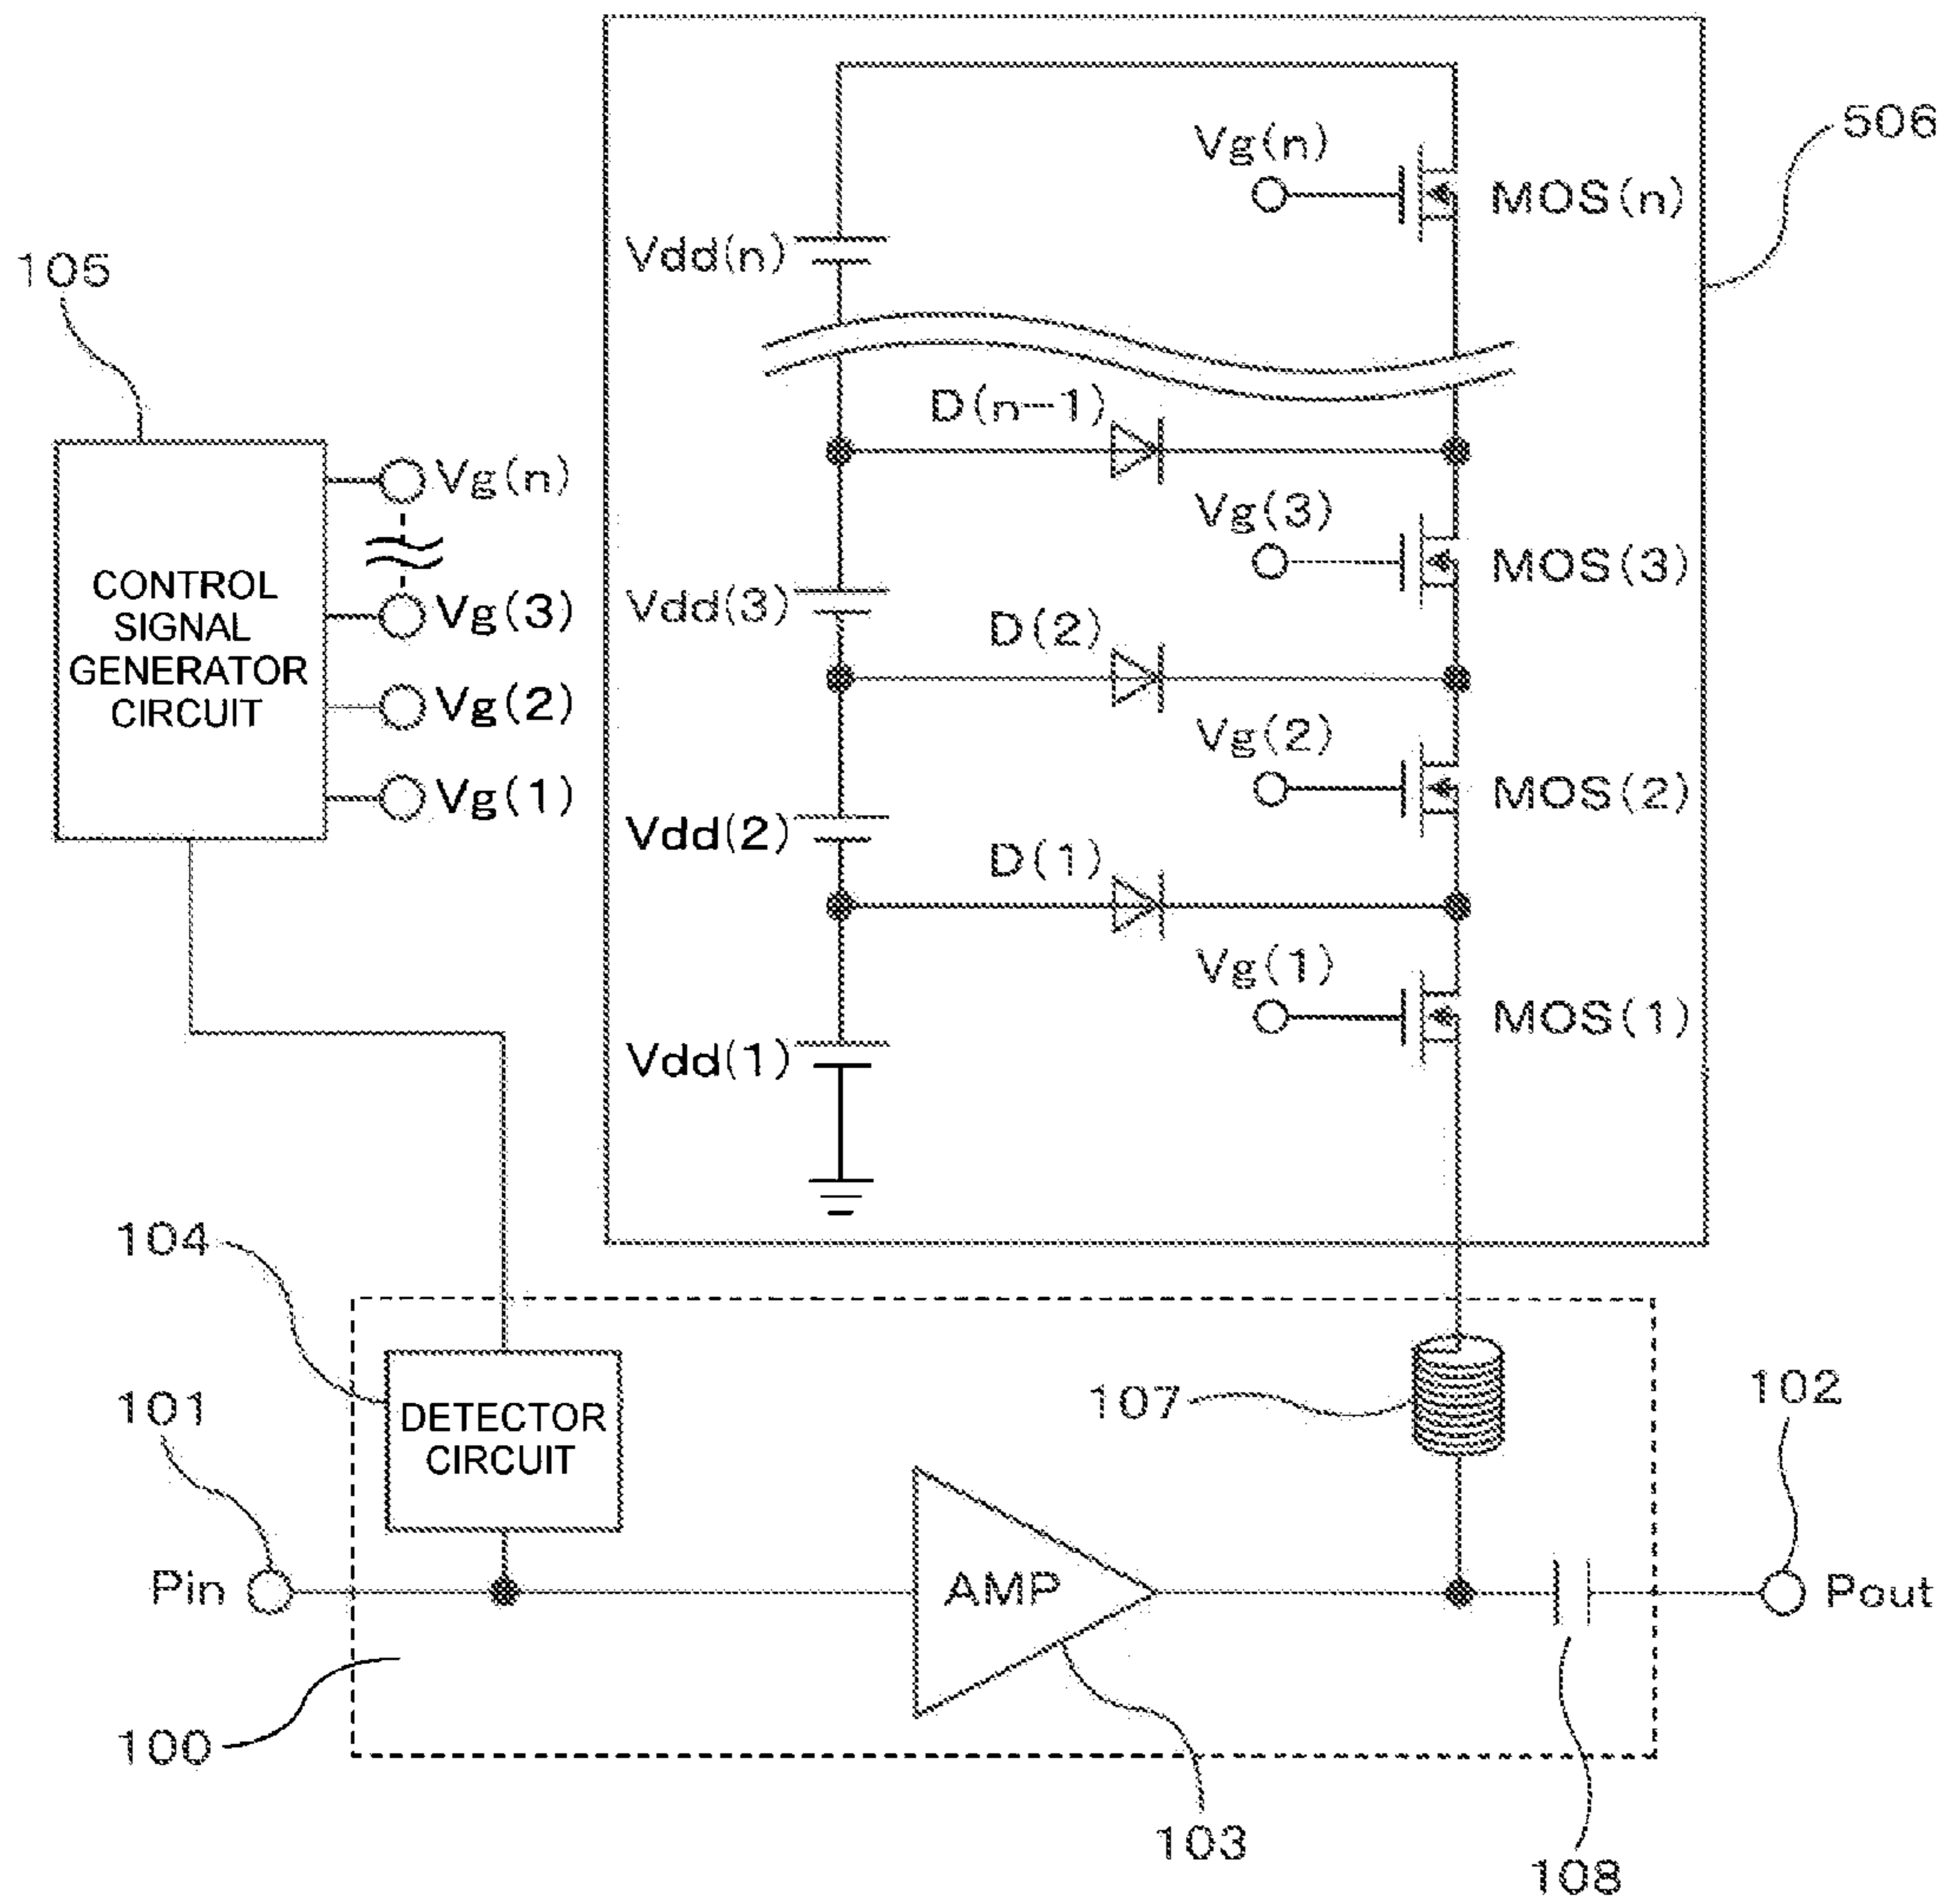 506
Vg(n)
MOS(n)
Vdd(n)
105
D(n-1)
Vg(n)
Vg(3)
CONTROL
SIGNAL
GENERATOR
CIRCUIT
MOS(3)
Vdd(3)
Vg(3)
D(2)
Vg(2)
Vg(2)
MOS(2)
Vg(1)
Vdd(2)
D(1)
Vg(1)
MOS(1)
Vdd(1)
104
101
DETECTOR
CIRCUIT
107
102
Pin
AMP
Pout
100
103
108